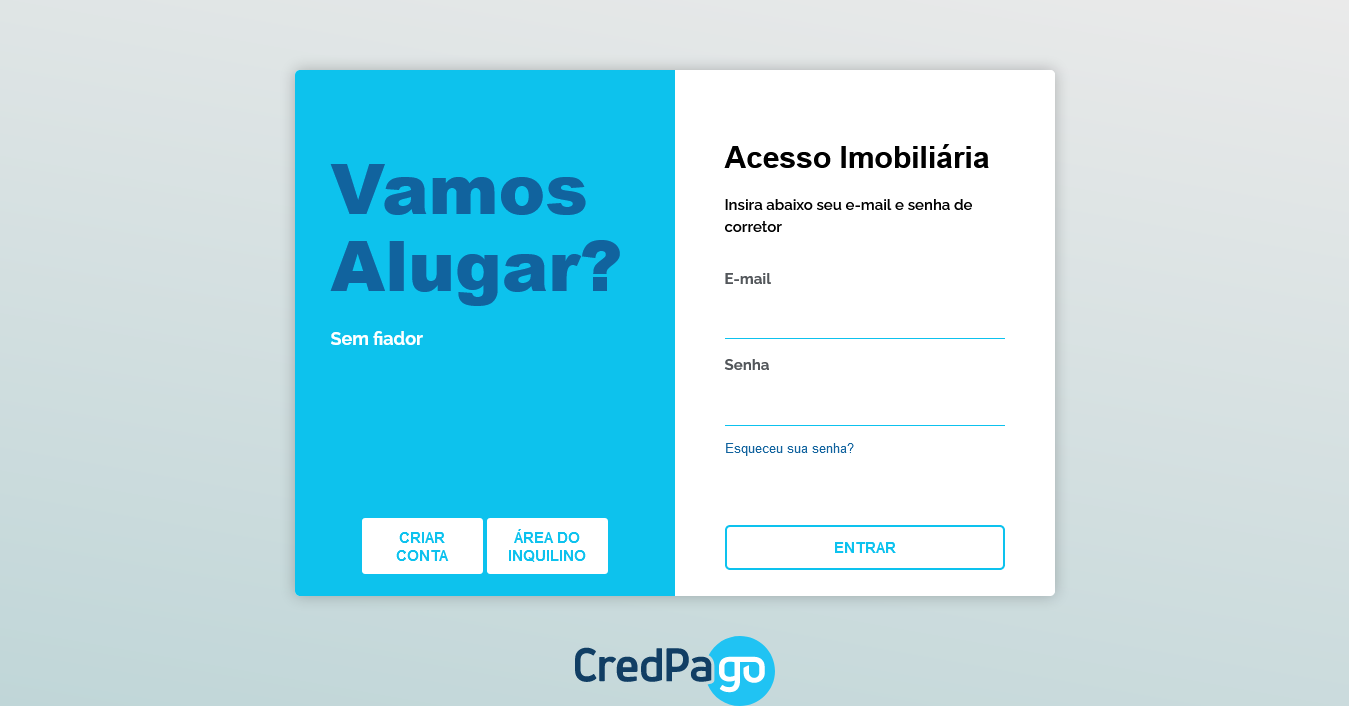 Vamos
Alugar?
Sem fiador
CRIAR
CONTA
ÁREA DO
INQUILINO
Acesso Imobiliária
Insira abaixo seu e-mail e senha de
corretor
E-mail
Senha
Esqueceu sua senha?
ENTRAR
CredPago